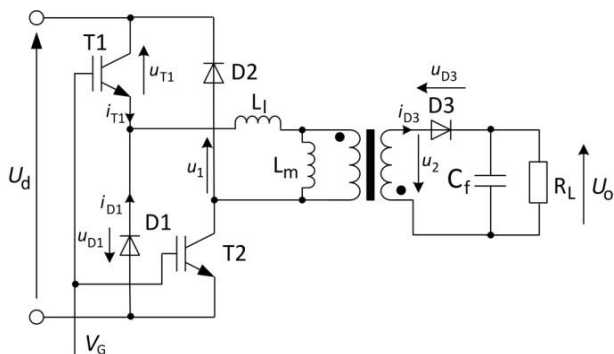 T1
D2
u_T1
i_T1
L_l
u_D3
i_D3
D3
U_d
u_1
L_m
u_2
C_f
R_L
U_o
i_D1
u_D1
D1
T2
V_G